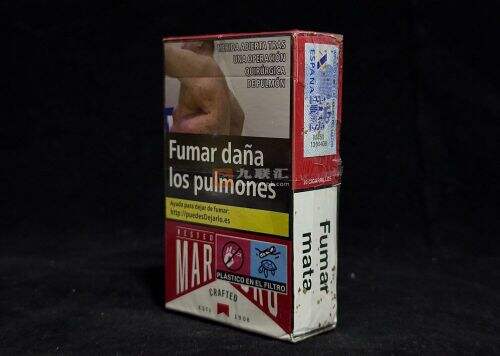 HERIDA ABIERTA TRAS
UNA OPERACIÓN
QUIRÚRGICA
DE PULMÓN
Fumar daña
los pulmones
九联汇
Ayuda para dejar de fumar:
http://puedesDejarlo.es
MAR
CRAFTED
PLÁSTICO EN EL FILTRO
ESPAÑA
Fumar
mata